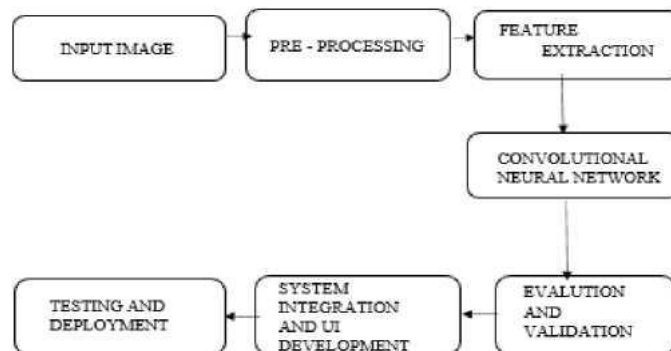 INPUT IMAGE
PRE - PROCESSING
FEATURE
EXTRACTION
CONVOLUTIONAL
NEURAL NETWORK
EVALUTION
AND
VALIDATION
SYSTEM
INTEGRATION
AND UI
DEVELOPMENT
TESTING AND
DEPLOYMENT